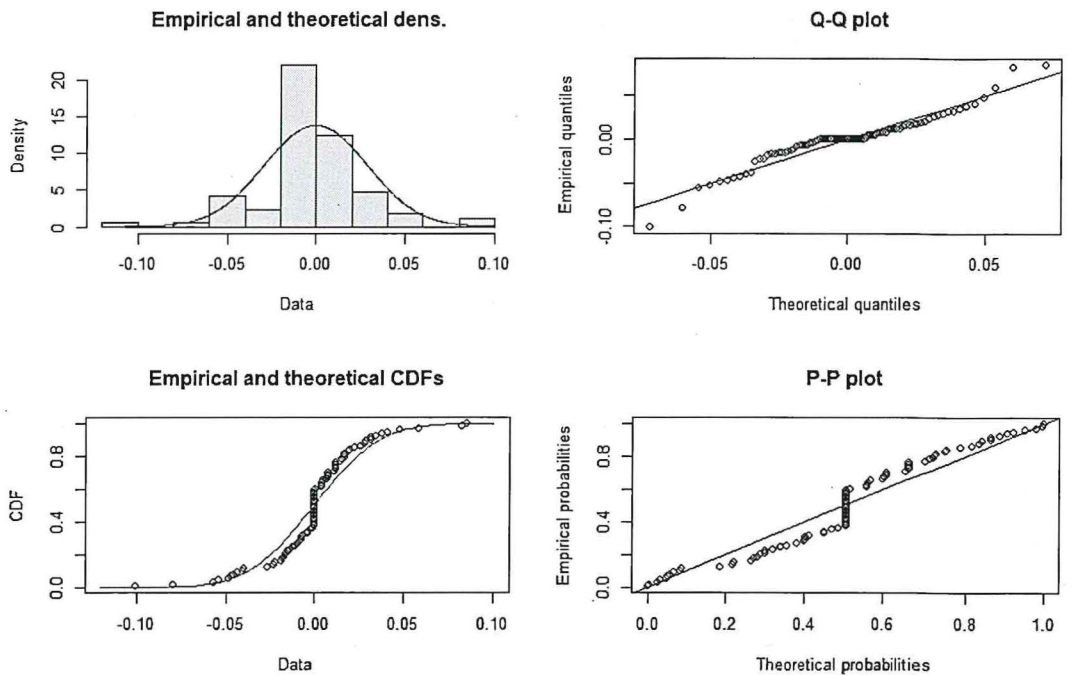 Empirical and theoretical dens.
Density
0 5 10 15 20
-0.10 -0.05 0.00 0.05 0.10
Data
Q-Q plot
Empirical quantiles
-0.10 0.00
-0.05 0.00 0.05
Theoretical quantiles
Empirical and theoretical CDFs
CDF
0.0 0.4 0.8
-0.10 -0.05 0.00 0.05 0.10
Data
P-P plot
Empirical probabilities
0.0 0.4 0.8
0.0 0.2 0.4 0.6 0.8 1.0
Theoretical probabilities